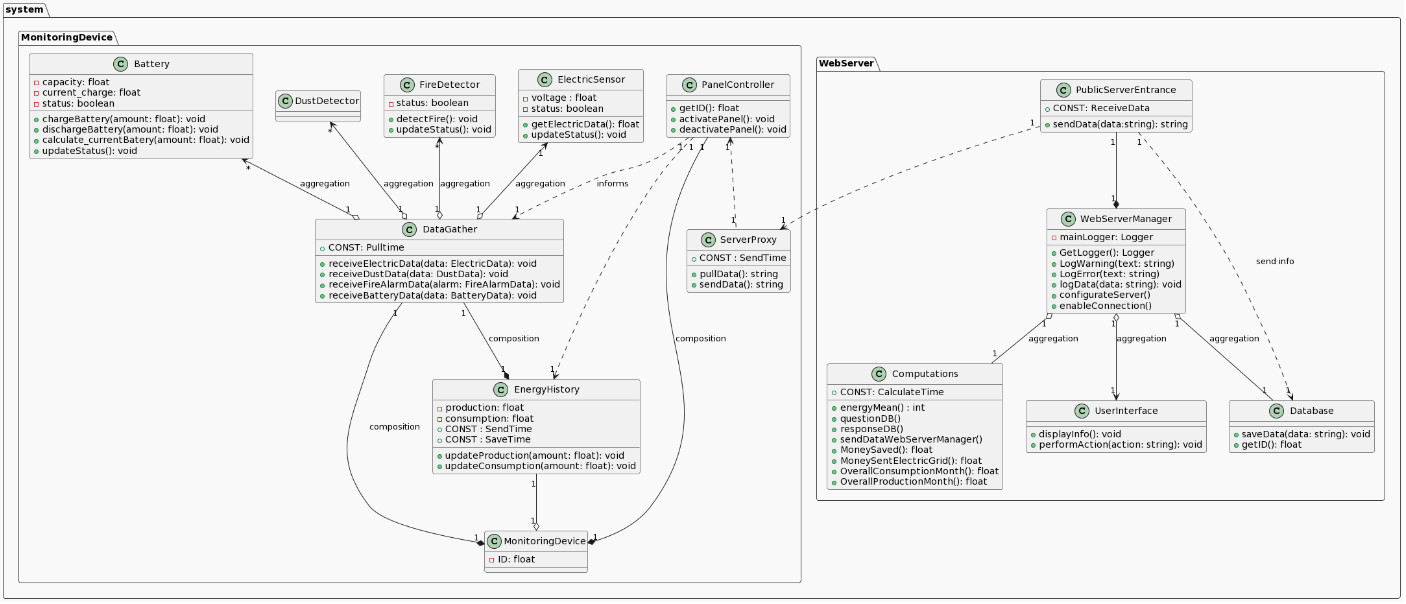 system
MonitoringDevice
C Battery
capacity: float
current_charge: float
status: boolean
chargeBattery(amount: float): void
dischargeBattery(amount: float): void
calculate_currentBatery(amount: float): void
updateStatus(): void
C DustDetector
C FireDetector
status: boolean
detectFire(): void
updateStatus(): void
C ElectricSensor
voltage : float
status: boolean
getElectricData(): float
updateStatus(): void
C PanelController
getID(): float
activatePanel(): void
deactivatePanel(): void
WebServer
C PublicServerEntrance
CONST: ReceiveData
sendData(data:string): string
* * * 1 1 1 1 1
1 1 1
aggregation aggregation aggregation aggregation informs
1 1 1 1 1 1 1 1
C DataGather
CONST: Pulltime
receiveElectricData(data: ElectricData): void
receiveDustData(data: DustData): void
receiveFireAlarmData(alarm: FireAlarmData): void
receiveBatteryData(data: BatteryData): void
C ServerProxy
CONST : SendTime
pullData(): string
sendData(): string
C WebServerManager
mainLogger: Logger
GetLogger(): Logger
LogWarning(text: string)
LogError(text: string)
logData(data: string): void
configurateServer()
enableConnection()
send info
1 1
composition
composition
1 1
1 1 1
aggregation aggregation aggregation
1 1 1 1
C EnergyHistory
production: float
consumption: float
CONST : SendTime
CONST : SaveTime
updateProduction(amount: float): void
updateConsumption(amount: float): void
composition
C Computations
CONST: CalculateTime
energyMean() : int
questionDB()
responseDB()
sendDataWebServerManager()
MoneySaved(): float
MoneySentElectricGrid(): float
OverallConsumptionMonth(): float
OverallProductionMonth(): float
C UserInterface
displayInfo(): void
performAction(action: string): void
C Database
saveData(data: string): void
getID(): float
1
1 1 1
C MonitoringDevice
ID: float